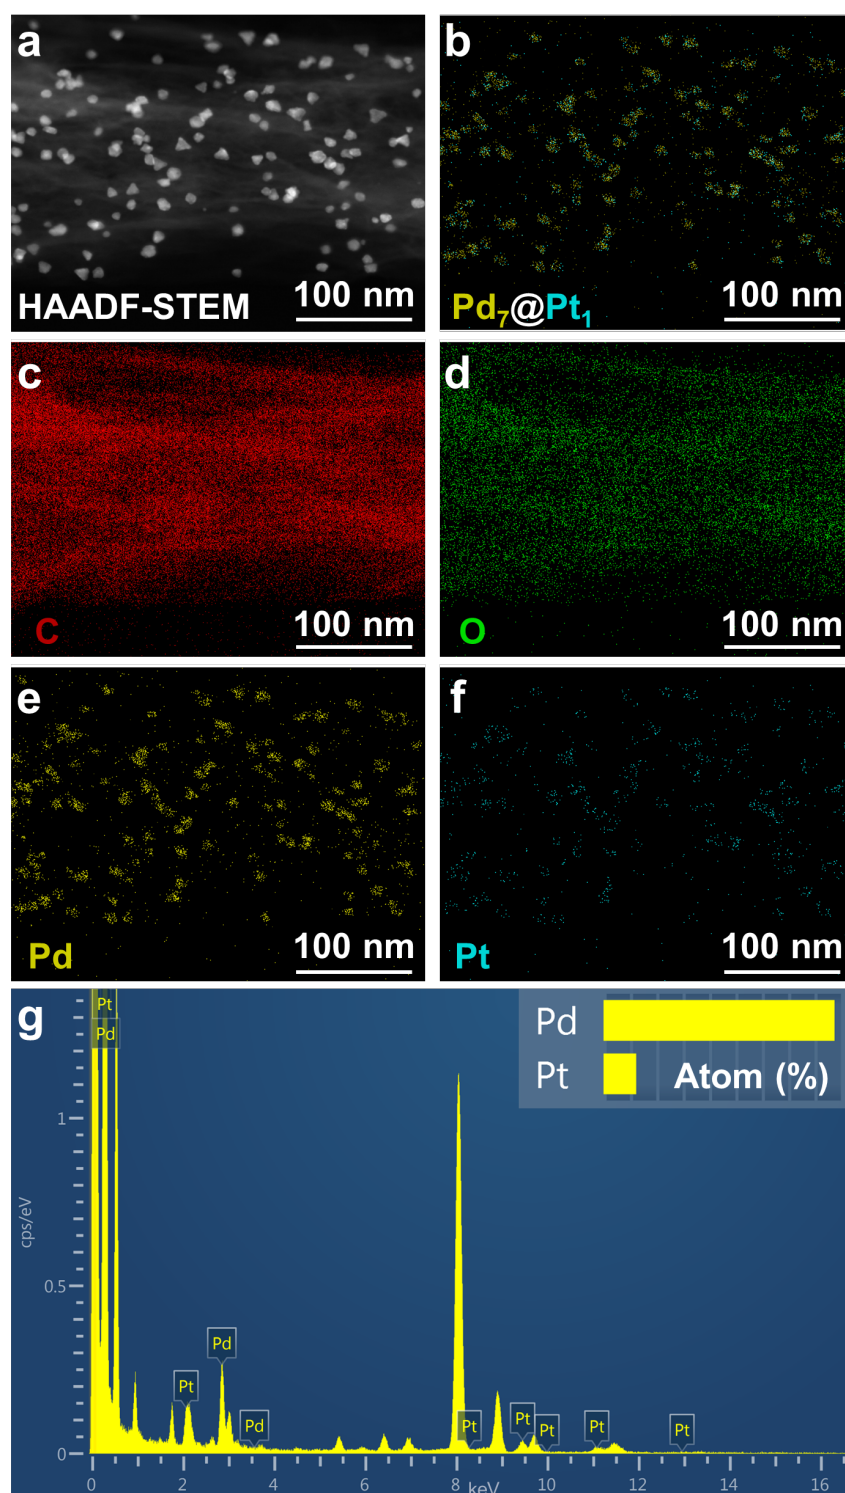 a
HAADF-STEM
100 nm
b
Pd₇@Pt₁
100 nm
c
C
100 nm
d
O
100 nm
e
Pd
100 nm
f
Pt
100 nm
g
Pt
Pd
Pd
Pt
Atom (%)
1
cps/eV
0.5
Pd
Pt
Pd
Pt
Pt
Pt
Pt
Pt
0
0 2 4 6 8 10 12 14 16
keV